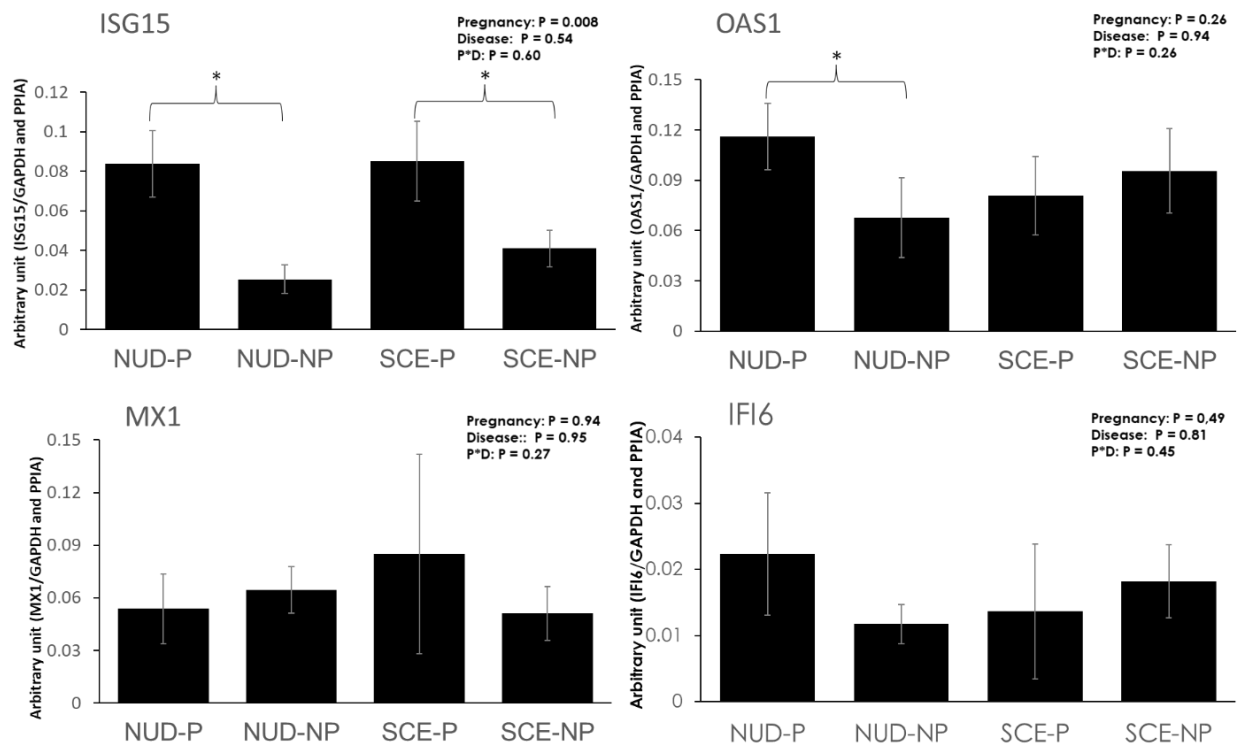 ISG15
Pregnancy: P = 0.008
Disease: P = 0.54
P*D: P = 0.60
*
*
Arbitrary unit (ISG15/GAPDH and PPIA)
0.12
0.1
0.08
0.06
0.04
0.02
0
NUD-P NUD-NP SCE-P SCE-NP
OAS1
Pregnancy: P = 0.26
Disease: P = 0.94
P*D: P = 0.26
*
Arbitrary unit (OAS1/GAPDH and PPIA)
0.15
0.12
0.09
0.06
0.03
0
NUD-P NUD-NP SCE-P SCE-NP
MX1
Pregnancy: P = 0.94
Disease:: P = 0.95
P*D: P = 0.27
Arbitrary unit (MX1/GAPDH and PPIA)
0.15
0.12
0.09
0.06
0.03
0
NUD-P NUD-NP SCE-P SCE-NP
IFI6
Pregnancy: P = 0,49
Disease: P = 0.81
P*D: P = 0.45
Arbitrary unit (IFI6/GAPDH and PPIA)
0.04
0.03
0.02
0.01
0
NUD-P NUD-NP SCE-P SCE-NP